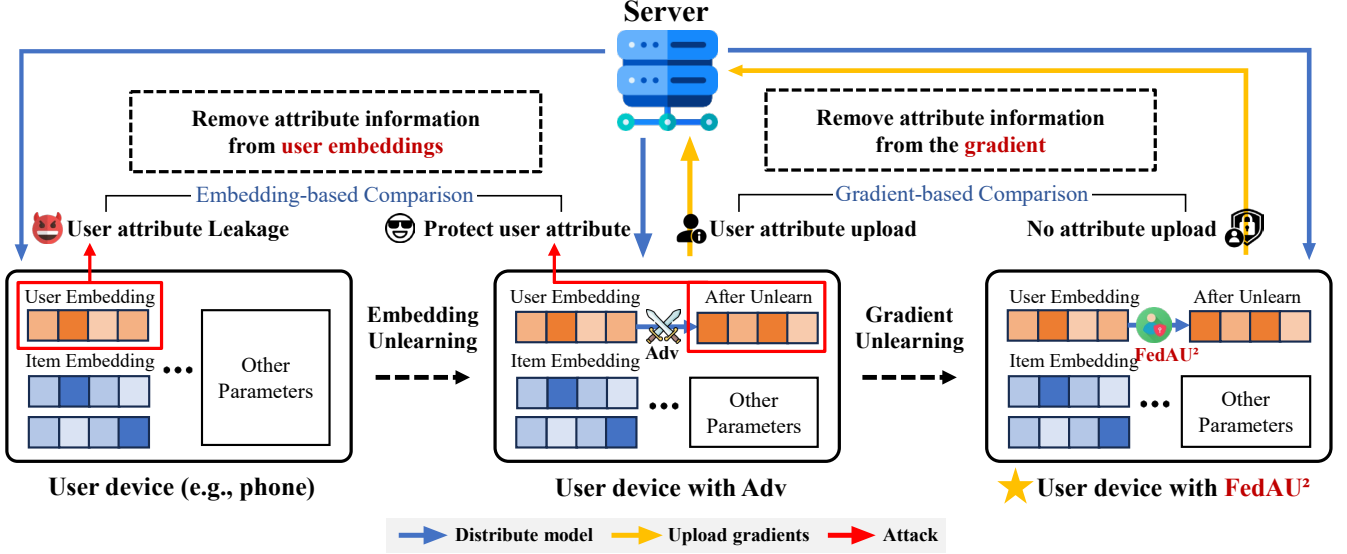 Server
Remove attribute information
from user embeddings
Remove attribute information
from the gradient
Embedding-based Comparison
Gradient-based Comparison
User attribute Leakage
Protect user attribute
User attribute upload
No attribute upload
User Embedding
Item Embedding
...
Other
Parameters
Embedding
Unlearning
User Embedding
Adv
After Unlearn
Item Embedding
...
Other
Parameters
Gradient
Unlearning
User Embedding
FedAU²
After Unlearn
Item Embedding
...
Other
Parameters
User device (e.g., phone)
User device with Adv
User device with FedAU²
Distribute model
Upload gradients
Attack